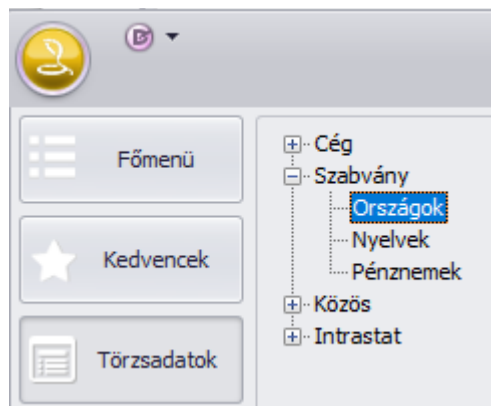 Főmenü
Kedvencek
Törzsadatok
Cég
Szabvány
Országok
Nyelvek
Pénznemek
Közös
Intrastat